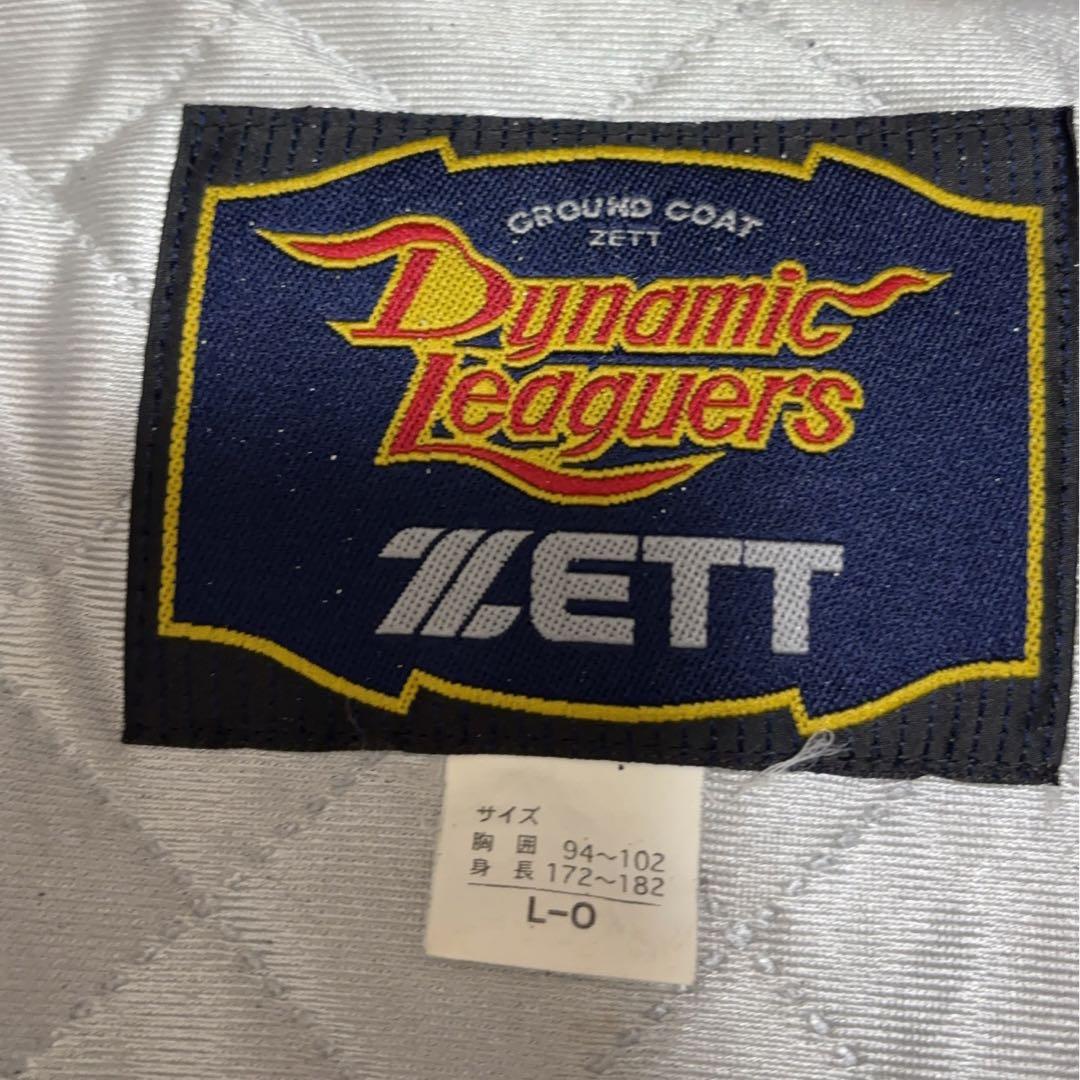 GROUND COAT
ZETT
Dynamic
Leaguers
ZETT
サイズ
胸 囲 94～102
身 長 172～182
L-O